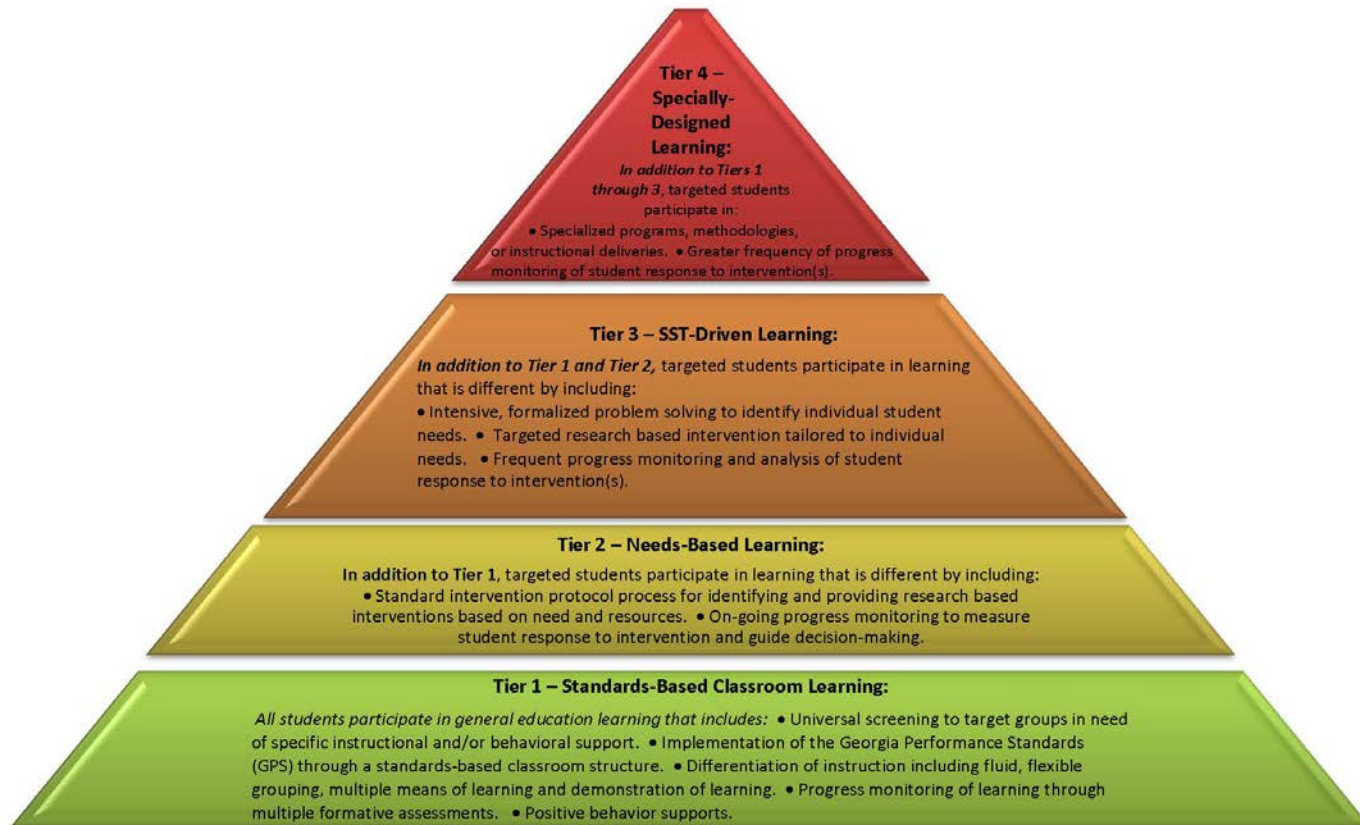 Tier 4 –
Specially-
Designed
Learning:
In addition to Tiers 1
through 3, targeted students
participate in:
• Specialized programs, methodologies,
or instructional deliveries.  • Greater frequency of progress
monitoring of student response to intervention(s).
Tier 3 – SST-Driven Learning:
In addition to Tier 1 and Tier 2, targeted students participate in learning
that is different by including:
• Intensive, formalized problem solving to identify individual student
needs.  •  Targeted research based intervention tailored to individual
needs.  • Frequent progress monitoring and analysis of student
response to intervention(s).
Tier 2 – Needs-Based Learning:
In addition to Tier 1, targeted students participate in learning that is different by including:
• Standard intervention protocol process for identifying and providing research based
interventions based on need and resources.  • On-going progress monitoring to measure
student response to intervention and guide decision-making.
Tier 1 – Standards-Based Classroom Learning:
All students participate in general education learning that includes:  • Universal screening to target groups in need
of specific instructional and/or behavioral support.  • Implementation of the Georgia Performance Standards
(GPS) through a standards-based classroom structure.  • Differentiation of instruction including fluid, flexible
grouping, multiple means of learning and demonstration of learning.  • Progress monitoring of learning through
multiple formative assessments.  • Positive behavior supports.